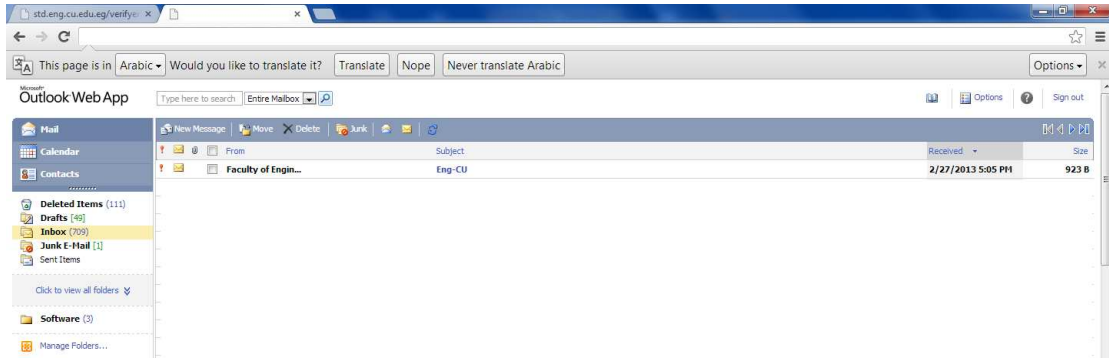 std.eng.cu.edu.eg/verifye
This page is in Arabic Would you like to translate it? Translate Nope Never translate Arabic Options
Microsoft
Outlook Web App Type here to search Entire Mailbox Options Sign out
Mail New Message Move Delete Junk
Calendar From Subject Received Size
Contacts Faculty of Engin... Eng-CU 2/27/2013 5:05 PM 923 B
Deleted Items (111)
Drafts [49]
Inbox (709)
Junk E-Mail [1]
Sent Items
Click to view all folders
Software (3)
Manage Folders...